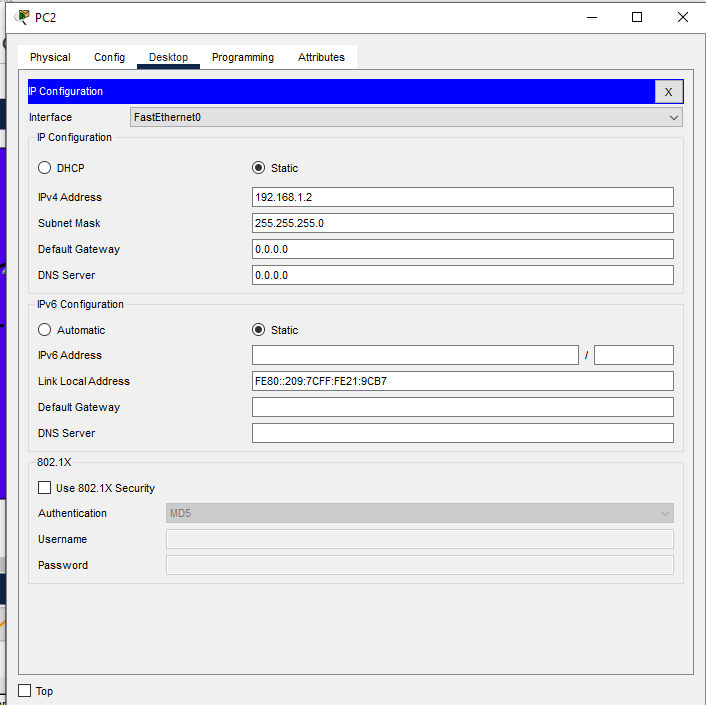 PC2
Physical Config Desktop Programming Attributes
IP Configuration X
Interface FastEthernet0
IP Configuration
DHCP Static
IPv4 Address 192.168.1.2
Subnet Mask 255.255.255.0
Default Gateway 0.0.0.0
DNS Server 0.0.0.0
IPv6 Configuration
Automatic Static
IPv6 Address /
Link Local Address FE80::209:7CFF:FE21:9CB7
Default Gateway
DNS Server
802.1X
Use 802.1X Security
Authentication MD5
Username
Password
Top